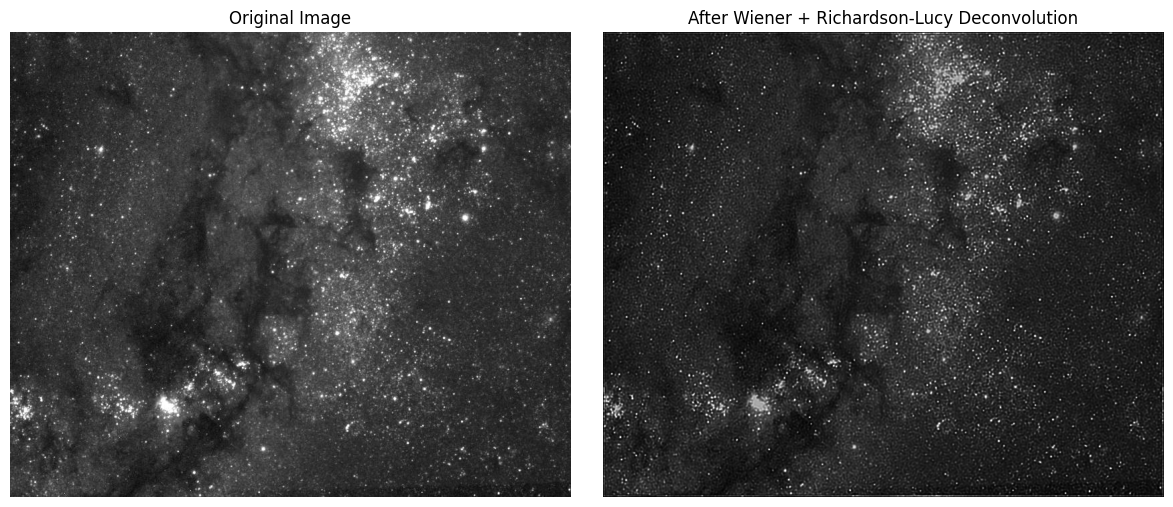 Original Image
After Wiener + Richardson-Lucy Deconvolution